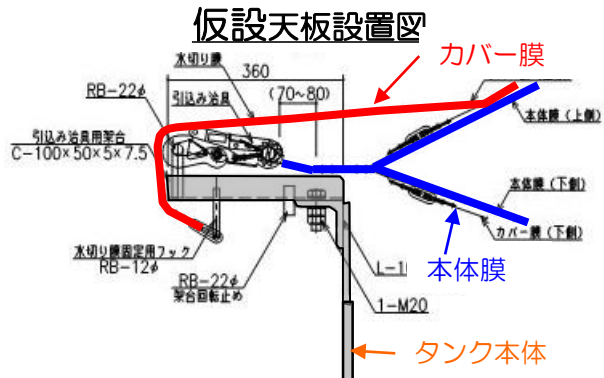 仮設天板設置図
水切り膜
カバー膜
360
RB-22φ
引込み治具
(70~80)
本体膜(上側)
引込み治具用架台
C-100×50×5×7.5
本体膜(下側)
カバー膜(下側)
水切り膜固定用フック
RB-12φ
RB-22φ
架台回転止め
本体膜
1-M20
タンク本体